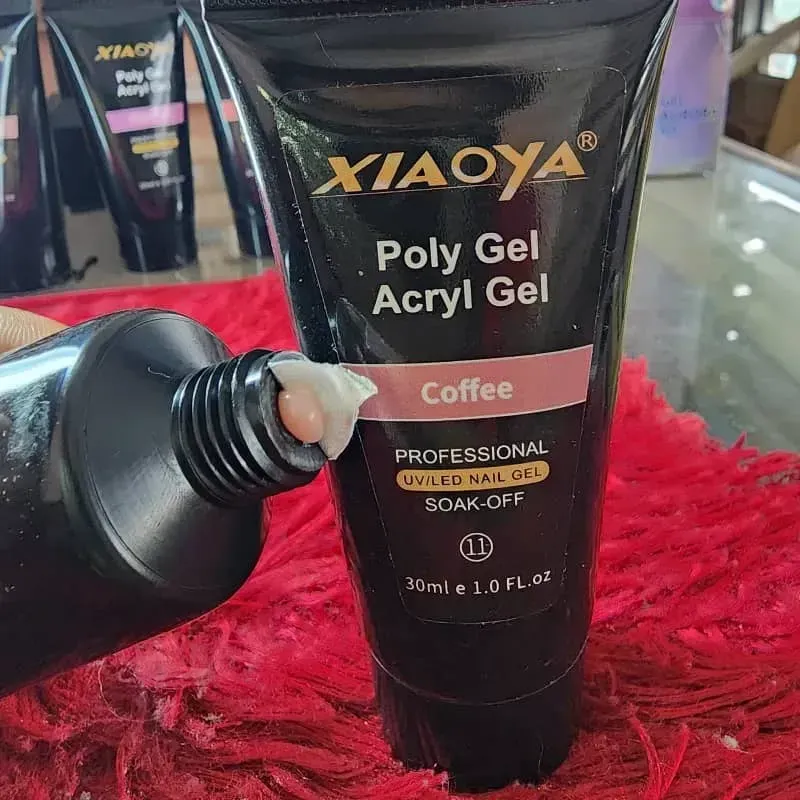 XIAOYA
Poly Gel
Acryl Gel
XIAOYA®
Poly Gel
Acryl Gel
Coffee
PROFESSIONAL
UV/LED NAIL GEL
SOAK-OFF
11
30ml e 1.0 FL.oz